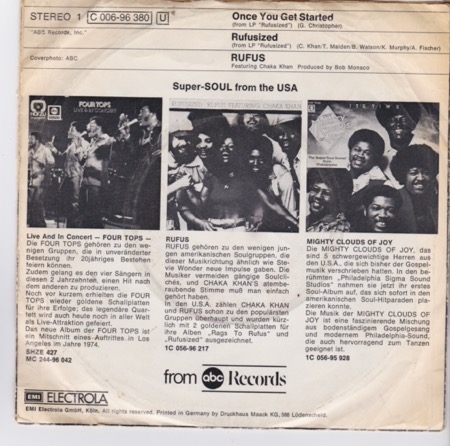 STEREO 1 C 006-96 380 U
"ABC Records, Inc."
Coverphoto: ABC
Once You Get Started
(from LP "Rufusized") (G. Christopher)
Rufusized
(from LP "Rufusized") (C. Khan/T. Maiden/B. Watson/K. Murphy/A. Fischer)
RUFUS
Featuring Chaka Khan Produced by Bob Monaco
Super-SOUL from the USA
FOUR TOPS
LIVE & IN CONCERT
RUFUSIZED RUFUS FEATURING CHAKA KHAN
IT'S TIME
Live And In Concert – FOUR TOPS –
Die FOUR TOPS gehören zu den we-
nigen Gruppen, die in unveränderter
Besetzung ihr 20jähriges Bestehen
feiern können.
Zudem gelang es den vier Sängern in
diesen 2 Jahrzehnten, einen Hit nach
dem anderen zu produzieren.
Noch vor kurzem erhielten die FOUR
TOPS wieder goldene Schallplatten
für ihre Erfolge; das legendäre Quar-
tett wird auch heute noch in aller Welt
als Live-Attraktion gefeiert.
Das neue Album der FOUR TOPS ist
ein Mitschnitt eines-Auftrittes in Los
Angeles im Jahre 1974.
SHZE 427
MC 244-96 042
RUFUS
RUFUS gehören zu den wenigen jun-
gen amerikanischen Soulgruppen, die
dieser Musikrichtung ähnlich wie Ste-
vie Wonder neue Impulse gaben. Die
Musiker vermeiden gängige Soulcli-
chés, und CHAKA KHAN'S atembe-
raubende Stimme muß man einfach
gehört haben.
In den U.S.A. zählen CHAKA KHAN
und RUFUS schon zu den populärsten
Gruppen überhaupt und wurden kürz-
lich mit 2 goldenen Schallplatten für
ihre Alben „Rags To Rufus" und
„Rufusized" ausgezeichnet.
1C 056-96 217
MIGHTY CLOUDS OF JOY
Die MIGHTY CLOUDS OF JOY, das
sind 5 schwergewichtige Herren aus
den U.S.A., die sich bisher der Gospel-
musik verschrieben hatten. In den be-
rühmten „Philadelphia Sigma Sound
Studios" nahmen sie jetzt ihr erstes
Soul-Album auf, das sich sofort in den
amerikanischen Soul-Hitparaden pla-
zieren konnte.
Die Musik der MIGHTY CLOUDS OF
JOY ist eine faszinierende Mischung
aus bodenständigem Gospelgesang
und modernem Philadelphia-Sound,
die auch hervorragend zum Tanzen
geeignet ist.
1C 056-95 928
from abc Records
EMI ELECTROLA
EMI Electrola GmbH, Köln. All rights reserved. Printed in Germany by Druckhaus Maack KG, 588 Lüdenscheid.